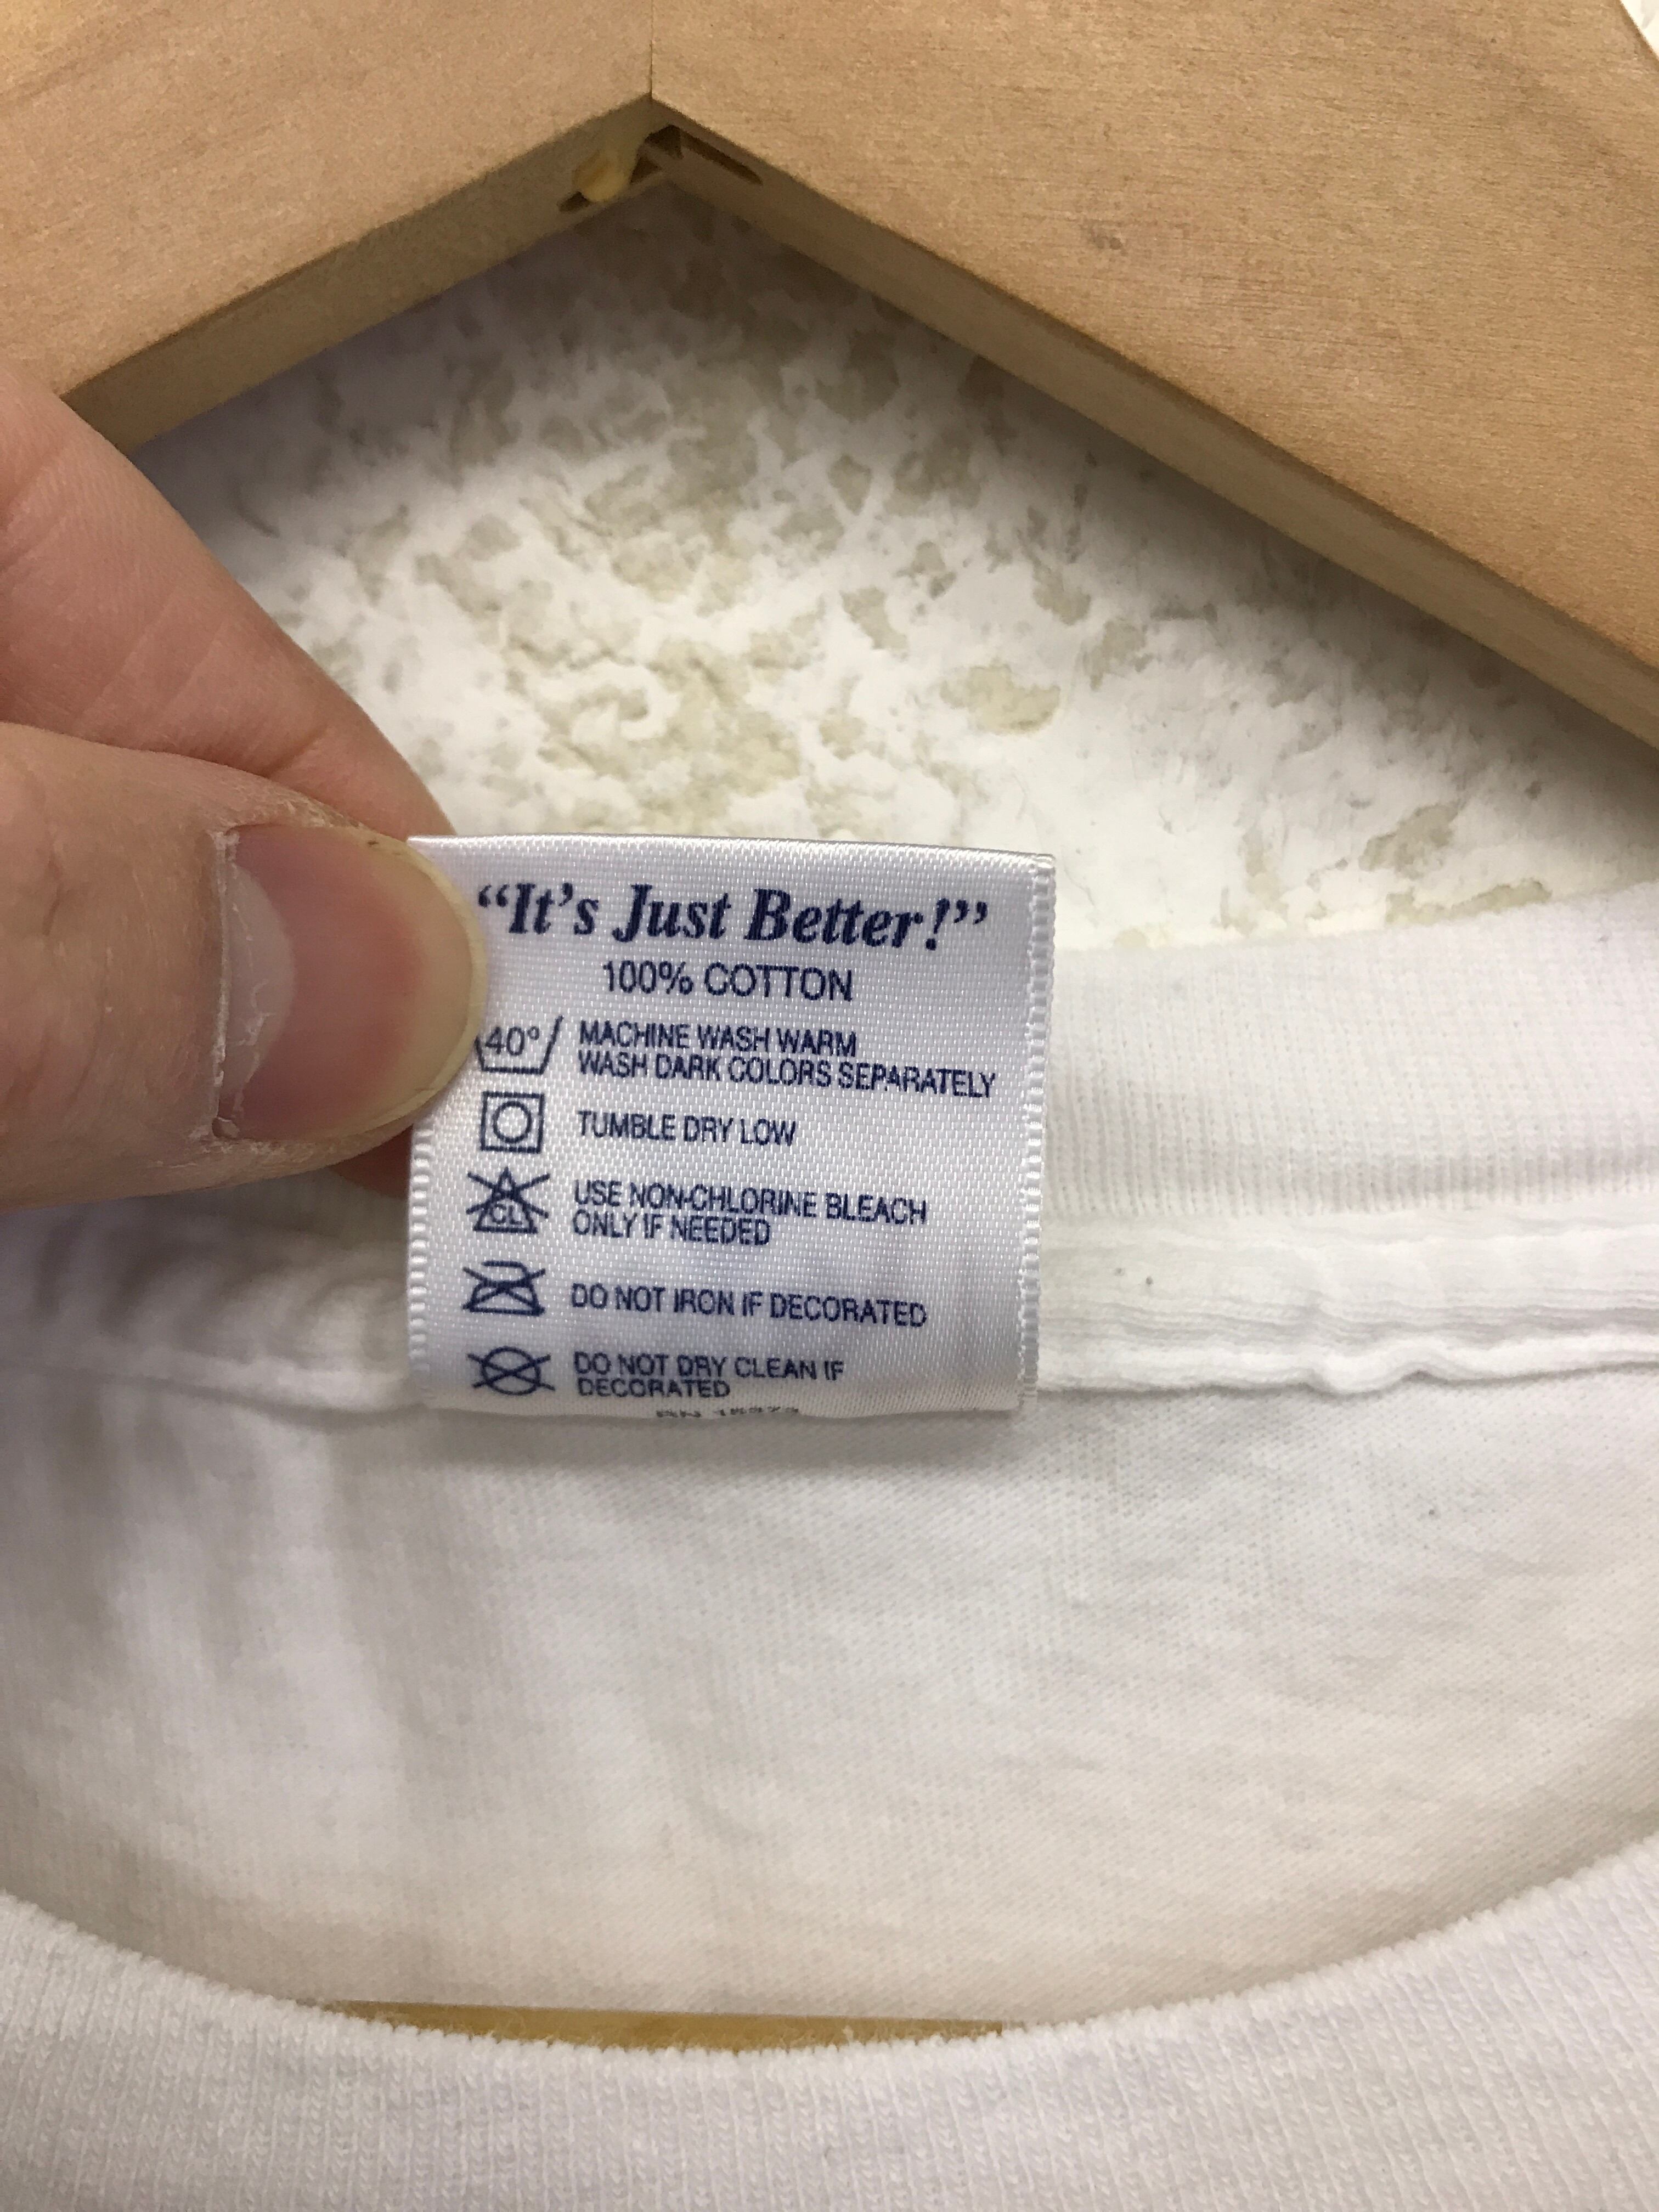 “It’s Just Better!”
100% COTTON
40°
MACHINE WASH WARM
WASH DARK COLORS SEPARATELY
TUMBLE DRY LOW
CL
USE NON-CHLORINE BLEACH
ONLY IF NEEDED
DO NOT IRON IF DECORATED
DO NOT DRY CLEAN IF
DECORATED
RN